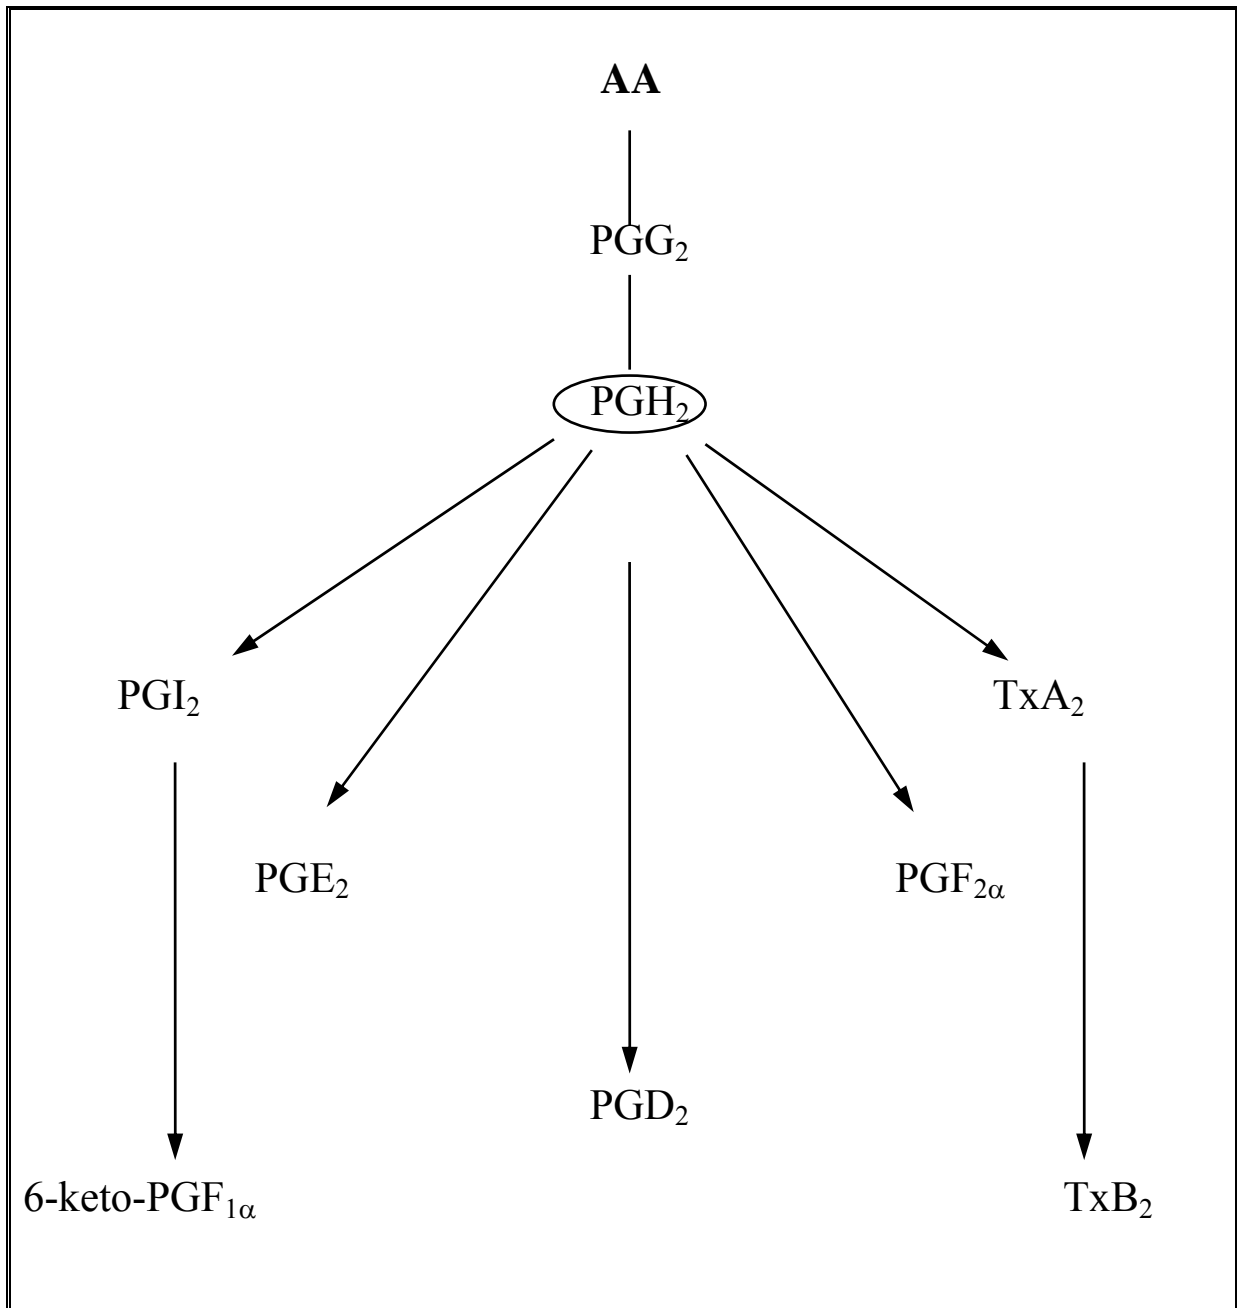 AA
PGG₂
PGH₂
PGI₂ TxA₂
PGE₂ PGF₂α
PGD₂
6-keto-PGF₁α TxB₂